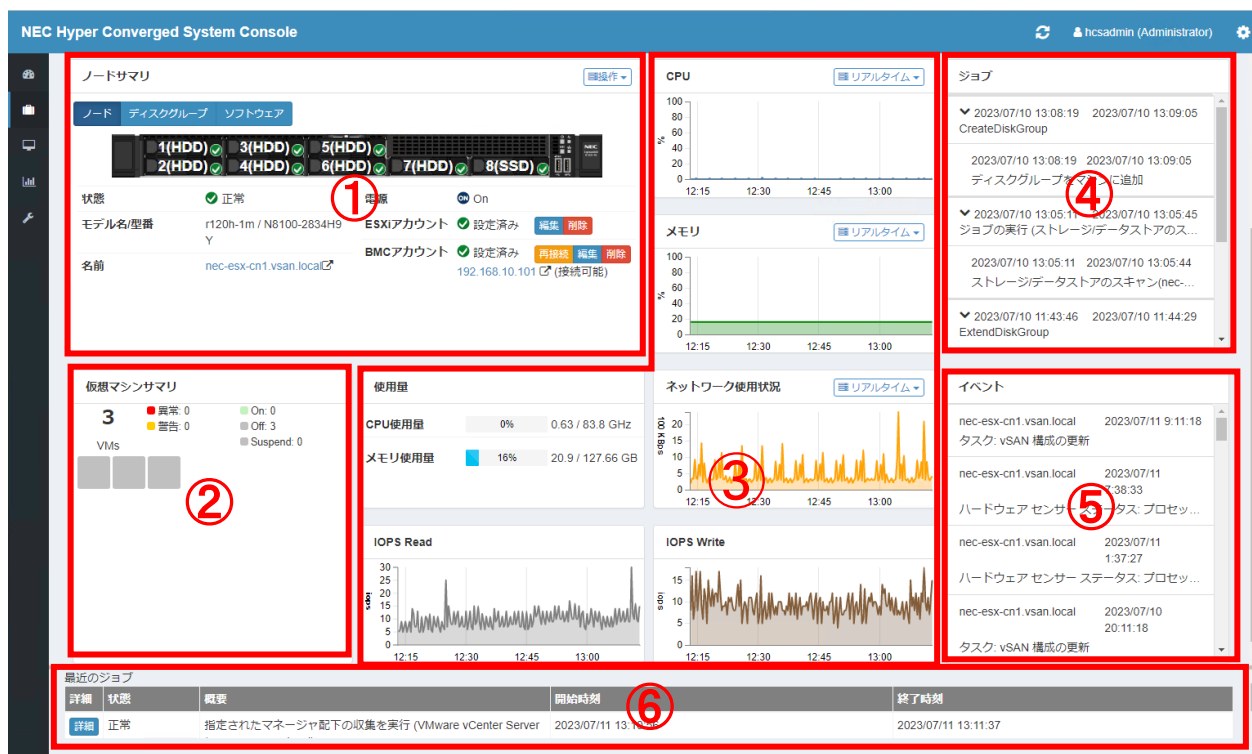 NEC Hyper Converged System Console
hcsadmin (Administrator)
ノードサマリ
操作
ノード ディスクグループ ソフトウェア
1(HDD) 3(HDD) 5(HDD)
NEC
2(HDD) 4(HDD) 6(HDD) 7(HDD) 8(SSD)
①
状態 正常 電源 ON On
モデル名/型番 r120h-1m / N8100-2834H9
Y
ESXiアカウント 設定済み 編集 削除
BMCアカウント 設定済み 再接続 編集 削除
192.168.10.101 (接続可能)
名前 nec-esx-cn1.vsan.local
仮想マシンサマリ
3
VMs
異常: 0
警告: 0
On: 0
Off: 3
Suspend: 0
②
使用量
CPU使用量 0% 0.63 / 83.8 GHz
メモリ使用量 16% 20.9 / 127.66 GB
IOPS Read
iops
30
25
20
15
10
5
0
12:15 12:30 12:45 13:00
CPU
リアルタイム
%
100
80
60
40
20
0
12:15 12:30 12:45 13:00
メモリ
リアルタイム
%
100
80
60
40
20
0
12:15 12:30 12:45 13:00
ネットワーク使用状況
リアルタイム
100 Kbps
20
15
10
5
0
12:15 12:30 12:45 13:00
③
IOPS Write
iops
15
10
5
0
12:15 12:30 12:45 13:00
ジョブ
2023/07/10 13:08:19 2023/07/10 13:09:05
CreateDiskGroup
2023/07/10 13:08:19 2023/07/10 13:09:05
ディスクグループをマシンに追加
④
2023/07/10 13:05:11 2023/07/10 13:05:45
ジョブの実行 (ストレージ/データストアのス...
2023/07/10 13:05:11 2023/07/10 13:05:44
ストレージ/データストアのスキャン(nec-...
2023/07/10 11:43:46 2023/07/10 11:44:29
ExtendDiskGroup
イベント
nec-esx-cn1.vsan.local 2023/07/11 9:11:18
タスク: vSAN 構成の更新
nec-esx-cn1.vsan.local 2023/07/11
7:38:33
ハードウェア センサー ステータス: プロセッ...
⑤
nec-esx-cn1.vsan.local 2023/07/11
1:37:27
ハードウェア センサー ステータス: プロセッ...
nec-esx-cn1.vsan.local 2023/07/10
20:11:18
タスク: vSAN 構成の更新
最近のジョブ
詳細 状態 概要 開始時刻 終了時刻
⑥
詳細 正常 指定されたマネージャ配下の収集を実行 (VMware vCenter Server 2023/07/11 2023/07/11 13:11:37